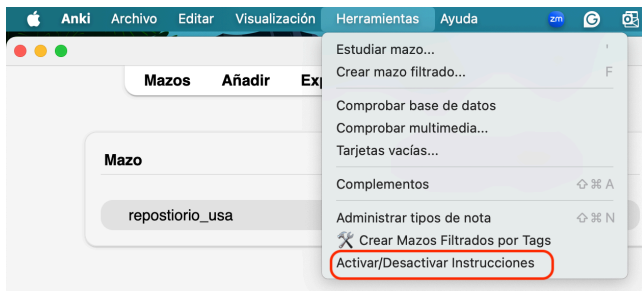 Anki Archivo Editar Visualización Herramientas Ayuda zm G
Estudiar mazo... '
Crear mazo filtrado... F
Mazos Añadir
Comprobar base de datos
Comprobar multimedia...
Tarjetas vacías...
Mazo
Complementos ⇧⌘A
repostiorio_usa
Administrar tipos de nota ⇧⌘N
🛠 Crear Mazos Filtrados por Tags
Activar/Desactivar Instrucciones